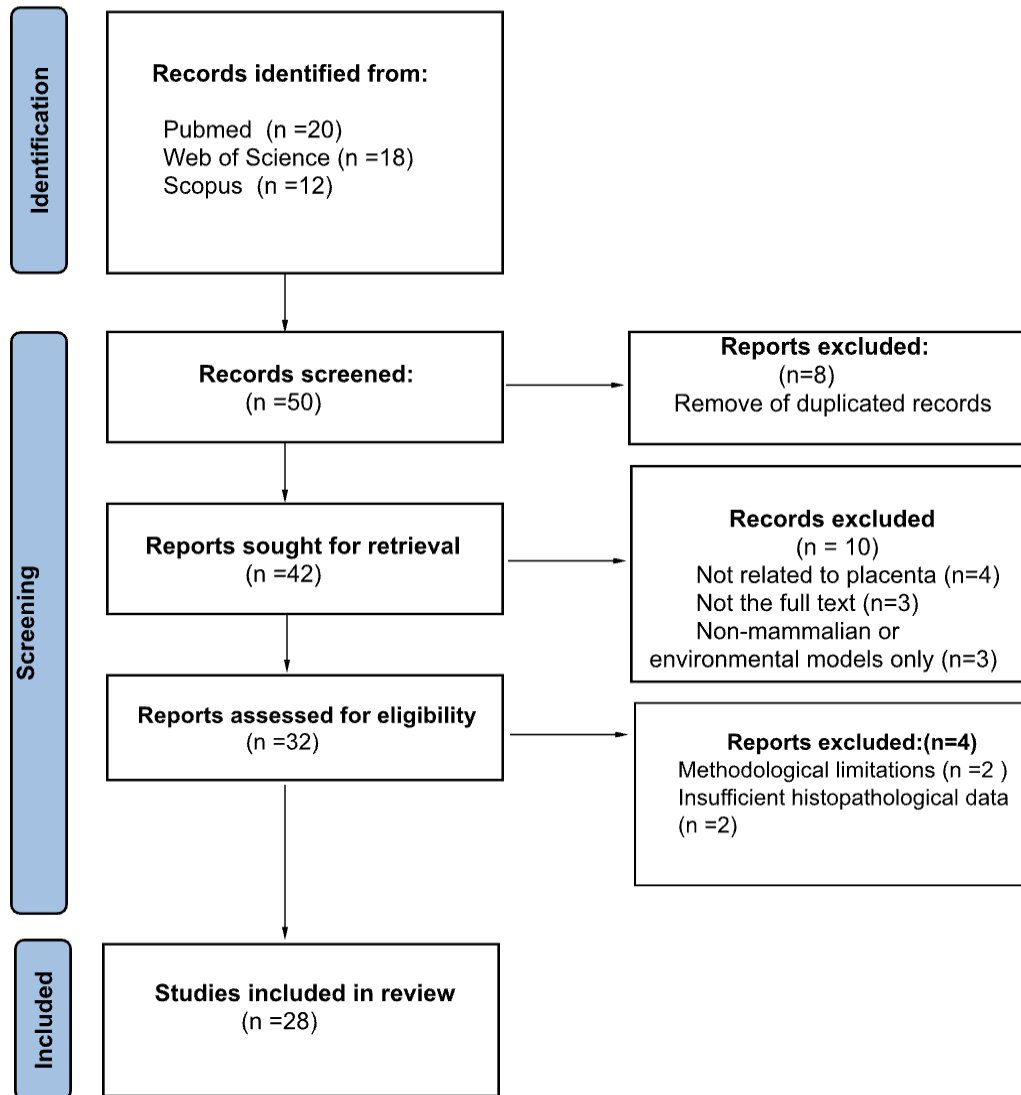 Identification
Records identified from:
Pubmed (n =20)
Web of Science (n =18)
Scopus (n =12)
Screening
Records screened:
(n =50)
Reports excluded:
(n=8)
Remove of duplicated records
Reports sought for retrieval
(n =42)
Records excluded
(n = 10)
Not related to placenta (n=4)
Not the full text (n=3)
Non-mammalian or
environmental models only (n=3)
Reports assessed for eligibility
(n =32)
Reports excluded:(n=4)
Methodological limitations (n =2 )
Insufficient histopathological data
(n =2)
Included
Studies included in review
(n =28)